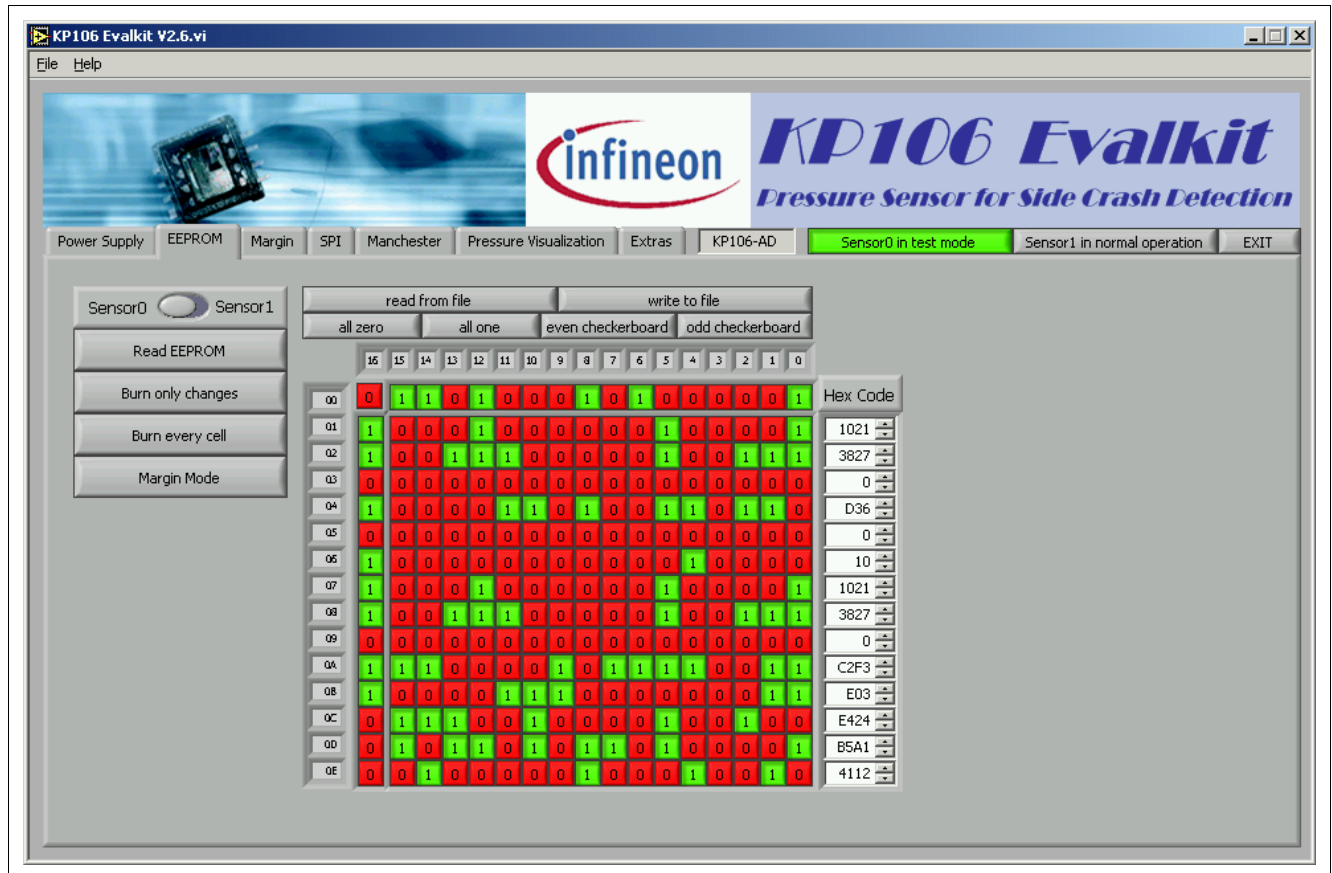 KP106 Evalkit V2.6.vi
File Help
infineon
KP106 Evalkit
Pressure Sensor for Side Crash Detection
Power Supply EEPROM Margin SPI Manchester Pressure Visualization Extras KP106-AD Sensor0 in test mode Sensor1 in normal operation EXIT
Sensor0 Sensor1
Read EEPROM
Burn only changes
Burn every cell
Margin Mode
read from file write to file
all zero all one even checkerboard odd checkerboard
16 15 14 13 12 11 10 9 8 7 6 5 4 3 2 1 0
Hex Code
00 0 1 1 0 1 0 0 0 1 0 1 0 0 0 0 0 1
01 1 0 0 0 1 0 0 0 0 0 0 1 0 0 0 0 1 1021
02 1 0 0 1 1 1 0 0 0 0 0 1 0 0 1 1 1 3827
03 0 0 0 0 0 0 0 0 0 0 0 0 0 0 0 0 0 0
04 1 0 0 0 0 1 1 0 1 0 0 1 1 0 1 1 0 D36
05 0 0 0 0 0 0 0 0 0 0 0 0 0 0 0 0 0 0
06 1 0 0 0 0 0 0 0 0 0 0 0 1 0 0 0 0 10
07 1 0 0 0 1 0 0 0 0 0 0 1 0 0 0 0 1 1021
08 1 0 0 1 1 1 0 0 0 0 0 1 0 0 1 1 1 3827
09 0 0 0 0 0 0 0 0 0 0 0 0 0 0 0 0 0 0
0A 1 1 1 0 0 0 0 1 0 1 1 1 1 0 0 1 1 C2F3
0B 1 0 0 0 0 1 1 1 0 0 0 0 0 0 0 1 1 E03
0C 0 1 1 1 0 0 1 0 0 0 0 1 0 0 1 0 0 E424
0D 0 1 0 1 1 0 1 0 1 1 0 1 0 0 0 0 1 B5A1
0E 0 0 1 0 0 0 0 0 1 0 0 0 1 0 0 1 0 4112